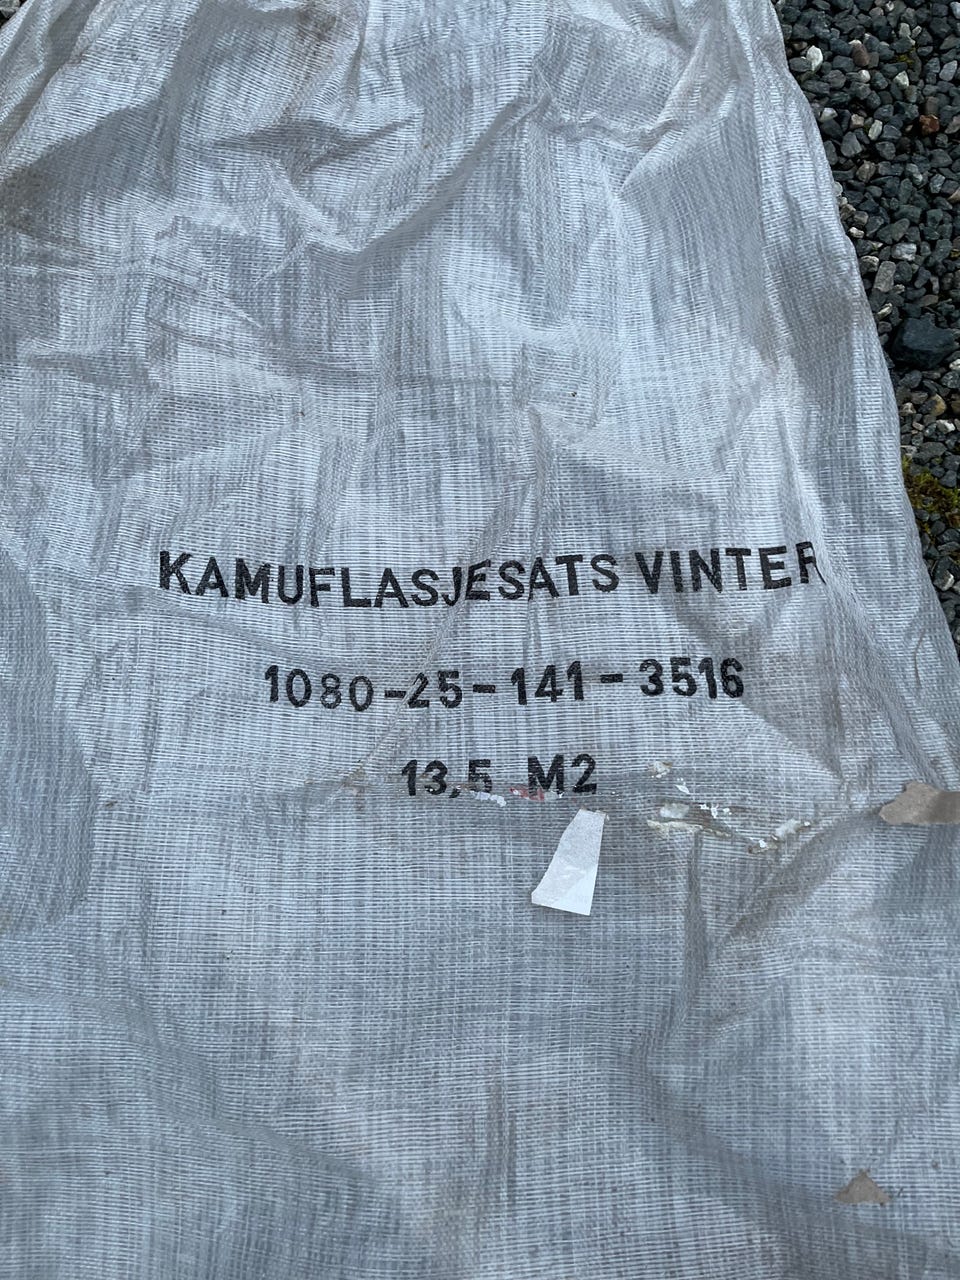 KAMUFLASJESATS VINTER
1080-25-141-3516
13,5 M2